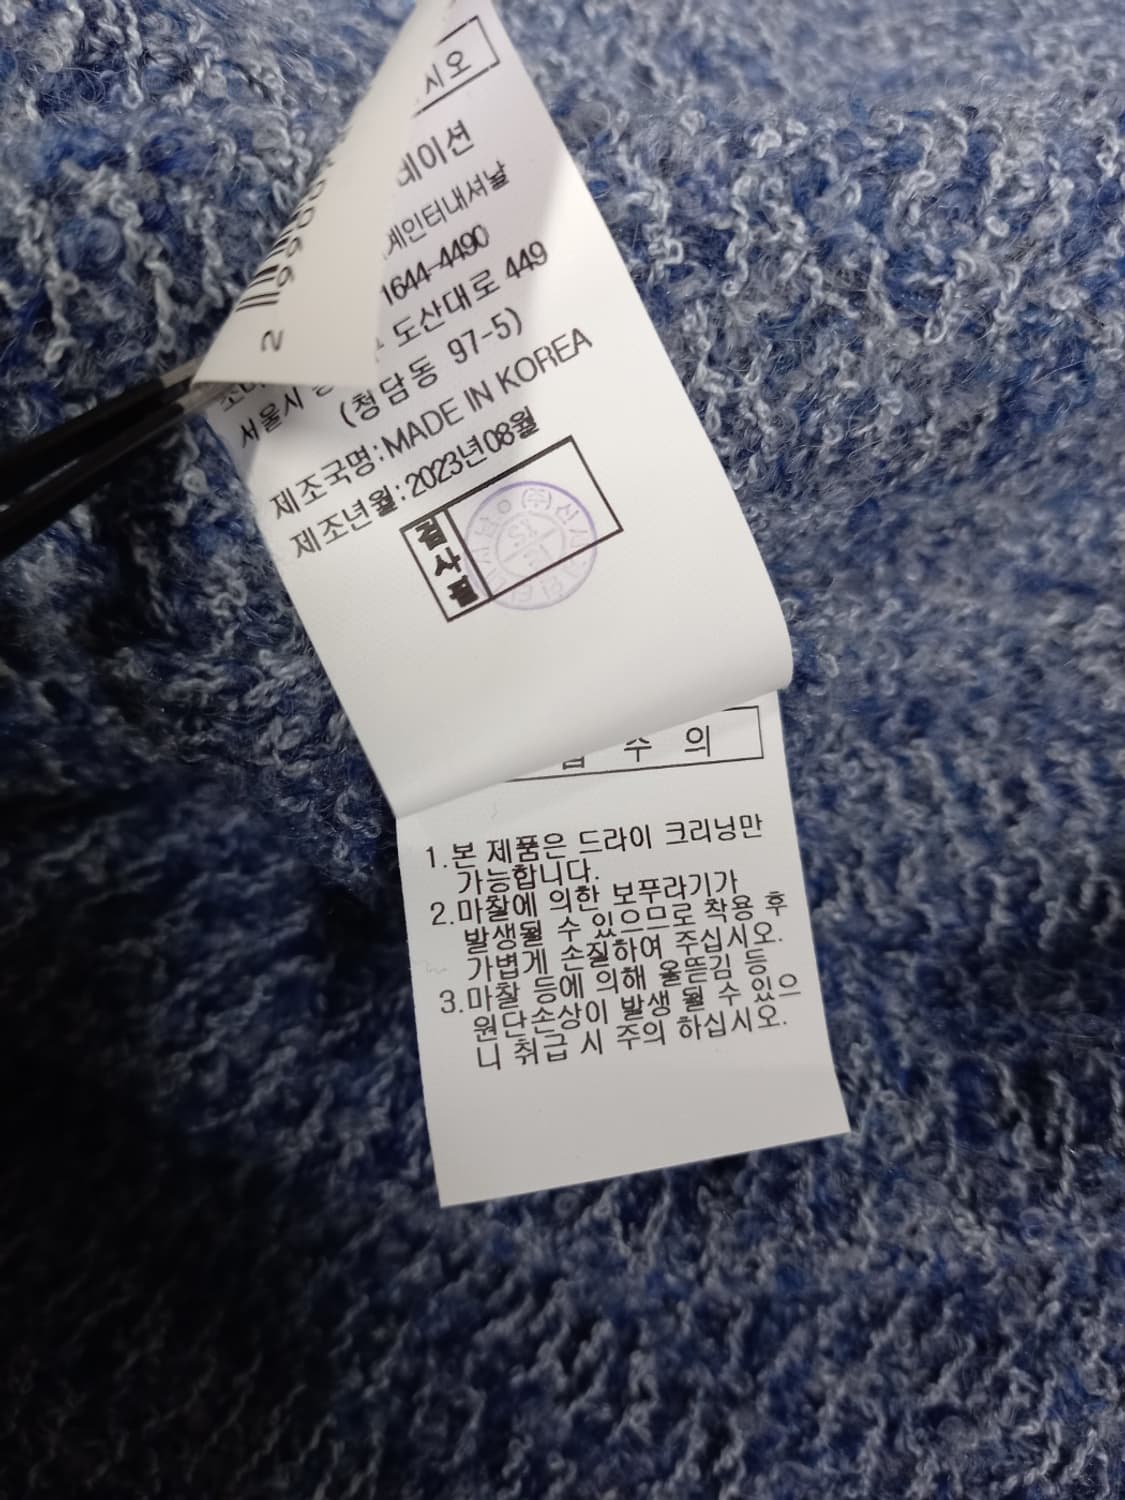 시오
레이션
인터내셔날
1644-4490
도산대로 449
서울시
(청담동 97-5)
제조국명:MADE IN KOREA
제조년월:2023년08월
검사필
주 의
1.본 제품은 드라이 크리닝만
가능합니다.
2.마찰에 의한 보푸라기가
발생될 수 있으므로 착용 후
가볍게 손질하여 주십시오.
3.마찰 등에 의해 올뜯김 등
원단손상이 발생 될 수 있으
니 취급 시 주의 하십시오.